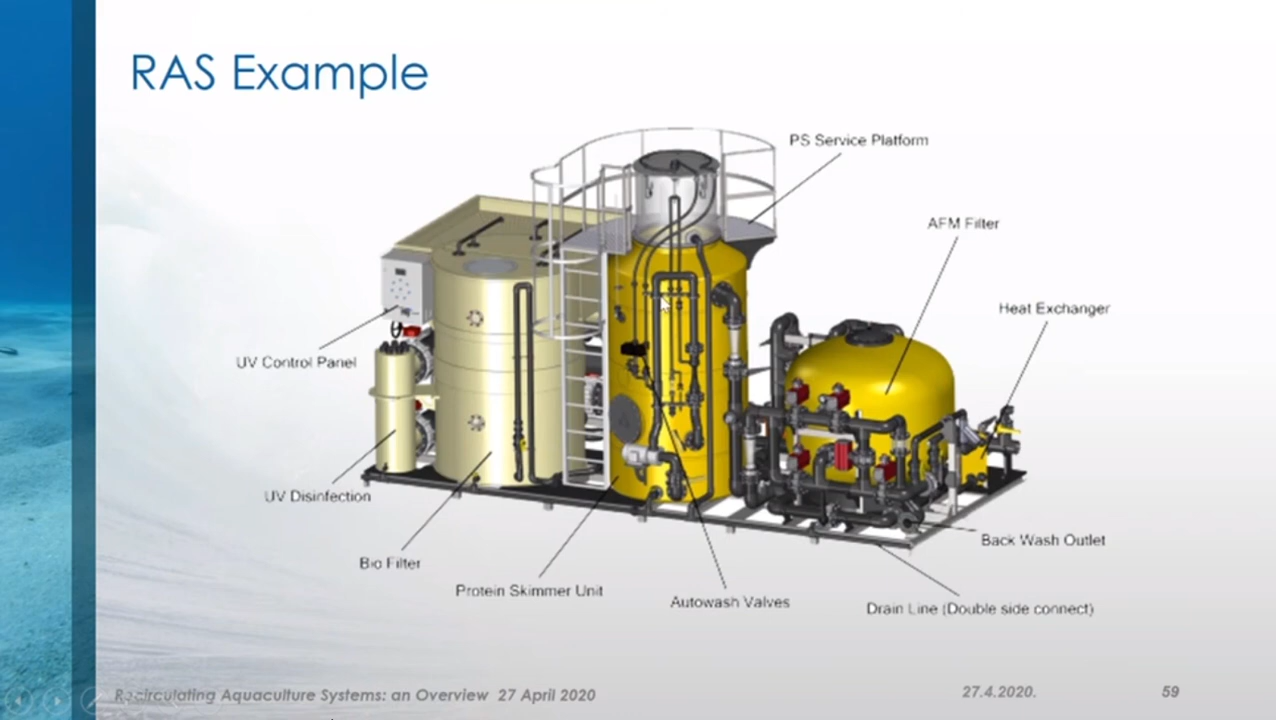 RAS Example
PS Service Platform
AFM Filter
Heat Exchanger
UV Control Panel
UV Disinfection
Bio Filter
Protein Skimmer Unit
Autowash Valves
Back Wash Outlet
Drain Line (Double side connect)
Recirculating Aquaculture Systems: an Overview 27 April 2020
27.4.2020.
59